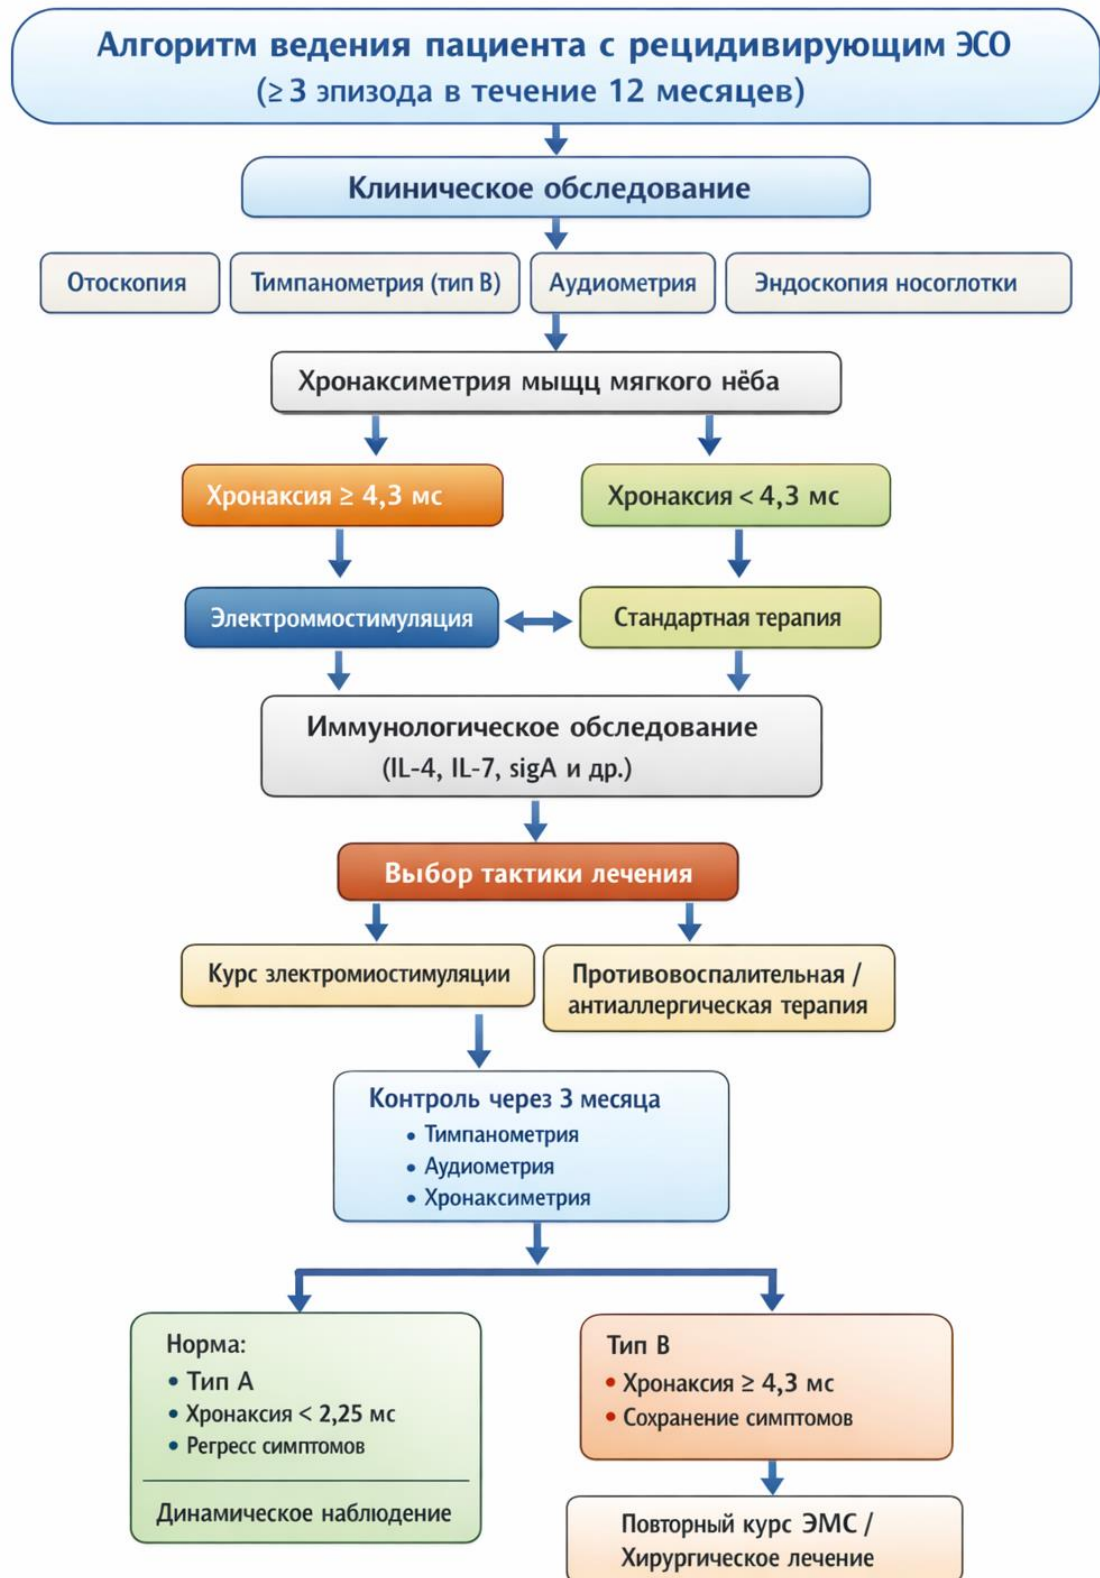 Алгоритм ведения пациента с рецидивирующим ЭСО
(≥ 3 эпизода в течение 12 месяцев)
Клиническое обследование
Отоскопия
Тимпанометрия (тип B)
Аудиометрия
Эндоскопия носоглотки
Хронаксиметрия мыщц мягкого нёба
Хронаксия ≥ 4,3 мс
Хронаксия < 4,3 мс
Электроммостимуляция
Стандартная терапия
Иммунологическое обследование
(IL-4, IL-7, sigA и др.)
Выбор тактики лечения
Курс злектромиостимуляции
Противовоспалительная /
антиаллергическая терапия
Контроль через 3 месяца
• Тимпанометрия
• Аудиометрия
• Хронаксиметрия
Норма:
• Тип A
• Хронаксия < 2,25 мс
• Регресс симптомов
Динамическое наблюдение
Тип B
• Хронаксия ≥ 4,3 мс
• Сохранение симптомов
Повторный курс ЭМС /
Хирургическое лечение